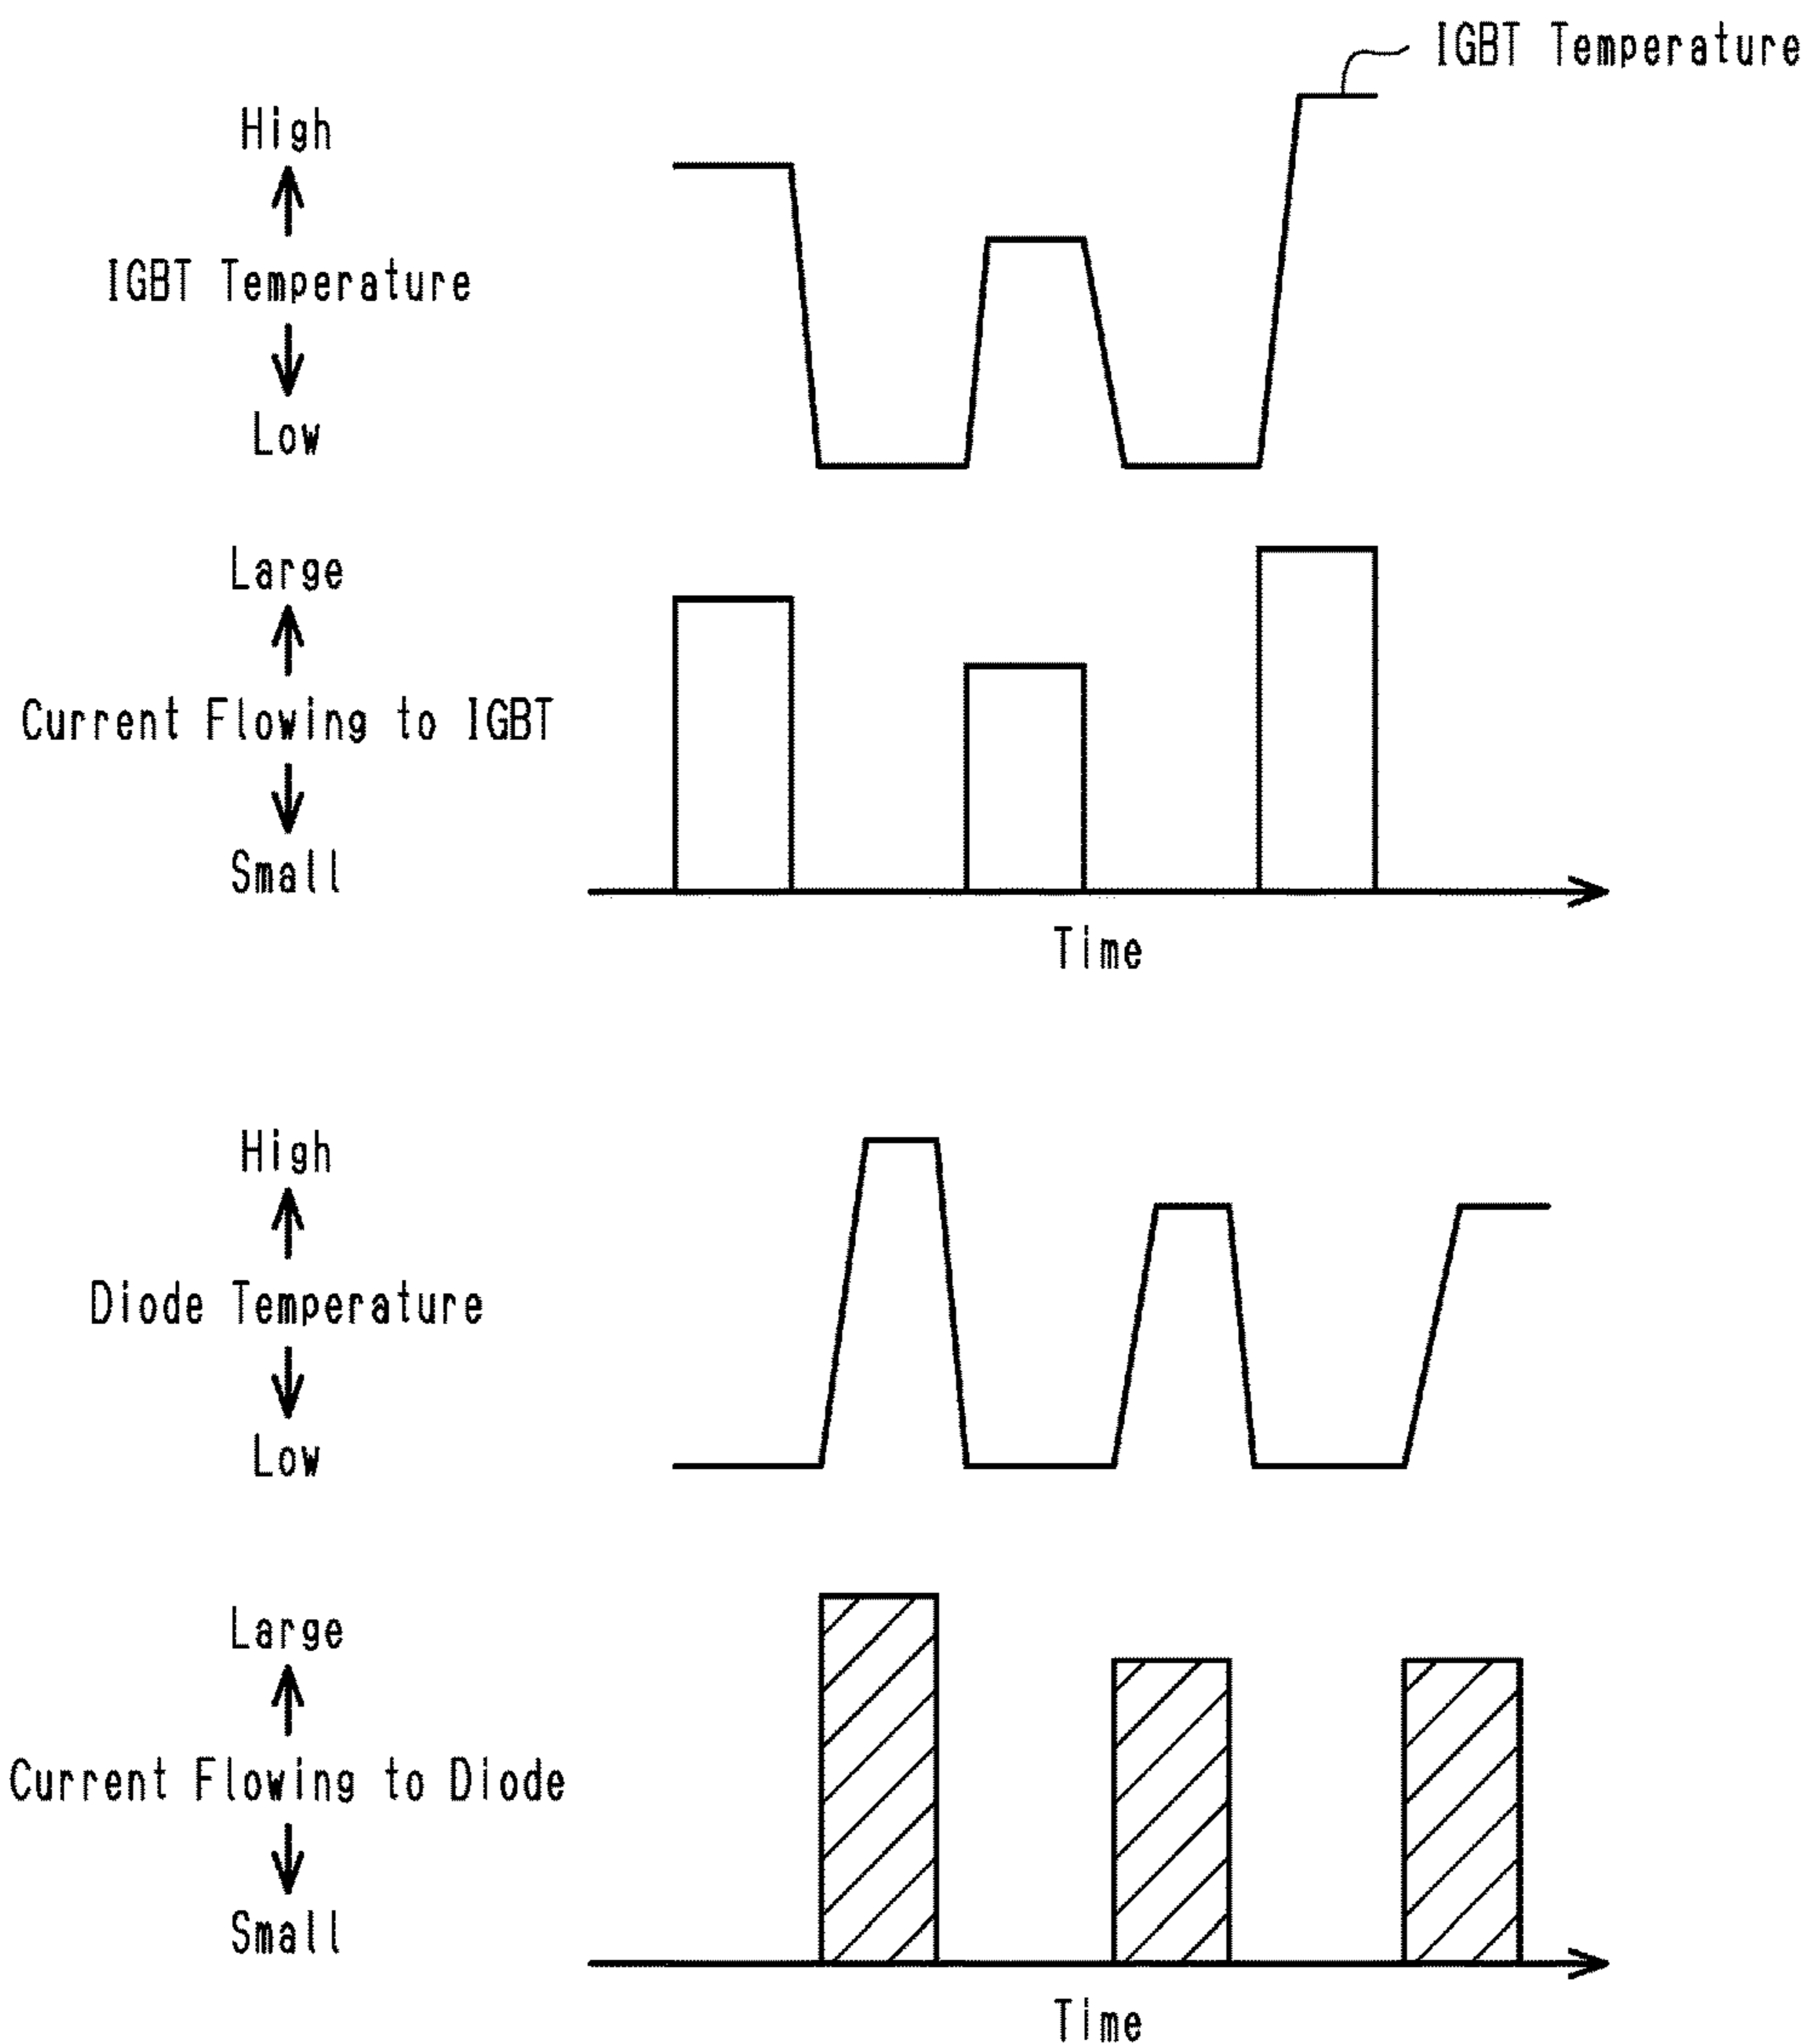 IGBT Temperature
High
IGBT Temperature
Low
Large
Current Flowing to IGBT
Small
Time
High
Diode Temperature
Low
Large
Current Flowing to Diode
Small
Time